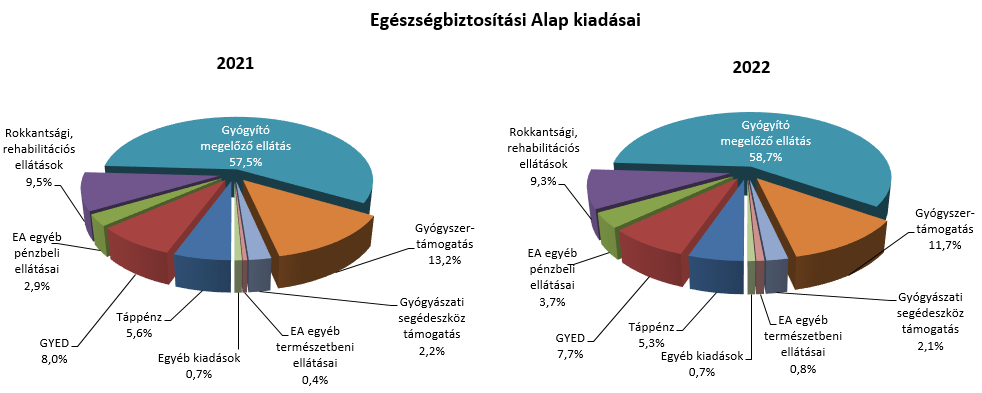 Egészségbiztosítási Alap kiadásai
2021
Gyógyító
megelőző ellátás
57,5%
Rokkantsági,
rehabilitációs
ellátások
9,5%
EA egyéb
pénzbeli
ellátásai
2,9%
GYED
8,0%
Táppénz
5,6%
Egyéb kiadások
0,7%
EA egyéb
természetbeni
ellátásai
0,4%
Gyógyászati
segédeszköz
támogatás
2,2%
Gyógyszer-
támogatás
13,2%
2022
Gyógyító
megelőző ellátás
58,7%
Rokkantsági,
rehabilitációs
ellátások
9,3%
EA egyéb
pénzbeli
ellátásai
3,7%
GYED
7,7%
Táppénz
5,3%
Egyéb kiadások
0,7%
EA egyéb
természetbeni
ellátásai
0,8%
Gyógyászati
segédeszköz
támogatás
2,1%
Gyógyszer-
támogatás
11,7%